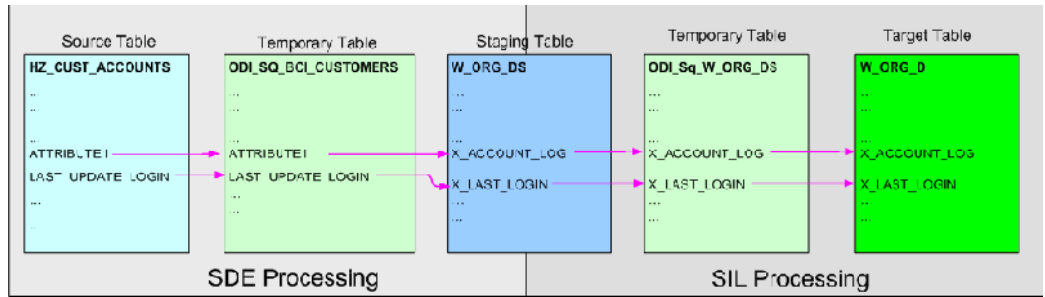 Source Table
HZ_CUST_ACCOUNTS
...
...
...
ATTRIBUTE1
LAST_UPDATE_LOGIN
...
...
Temporary Table
ODI_SQ_BCI_CUSTOMERS
...
...
...
ATTRIBUTE1
LAST_UPDATE_LOGIN
...
...
Staging Table
W_ORG_DS
...
...
...
X_ACCOUNT_LOG
X_LAST_LOGIN
...
...
Temporary Table
ODI_Sq_W_ORG_DS
...
...
...
X_ACCOUNT_LOG
X_LAST_LOGIN
...
...
Target Table
W_ORG_D
...
...
...
X_ACCOUNT_LOG
X_LAST_LOGIN
...
...
SDE Processing
SIL Processing